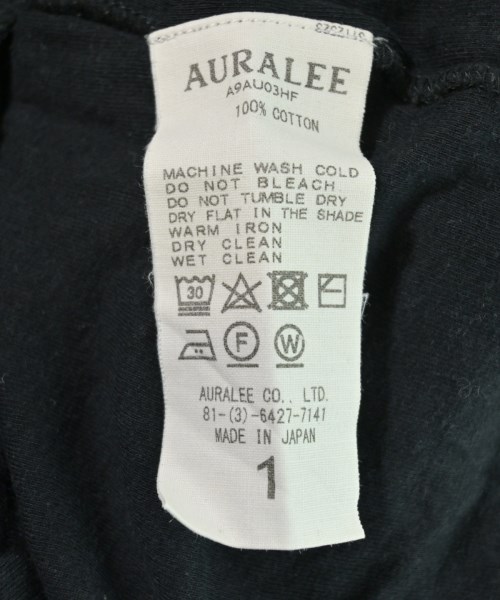 AURALEE
A9AU03HF
100% COTTON
MACHINE WASH COLD
DO NOT BLEACH
DO NOT TUMBLE DRY
DRY FLAT IN THE SHADE
WARM IRON
DRY CLEAN
WET CLEAN
30
F
W
AURALEE CO., LTD.
81-(3)-6427-7141
MADE IN JAPAN
1